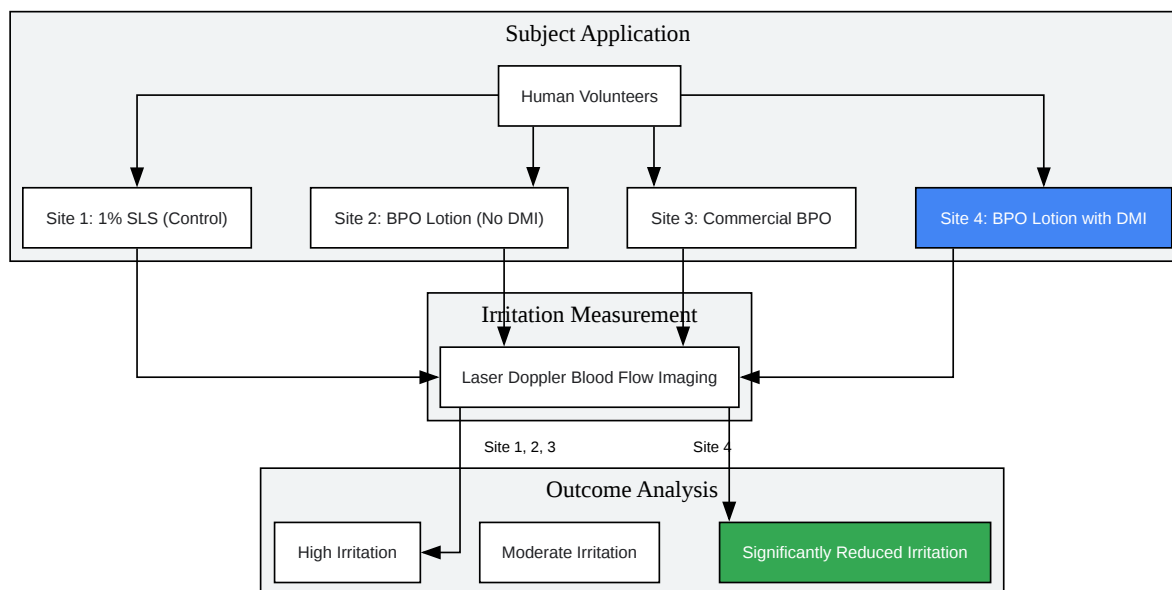 Subject Application
Human Volunteers
Site 1: 1% SLS (Control)
Site 2: BPO Lotion (No DMI)
Site 3: Commercial BPO
Site 4: BPO Lotion with DMI
Irritation Measurement
Laser Doppler Blood Flow Imaging
Site 1, 2, 3
Site 4
Outcome Analysis
High Irritation
Moderate Irritation
Significantly Reduced Irritation